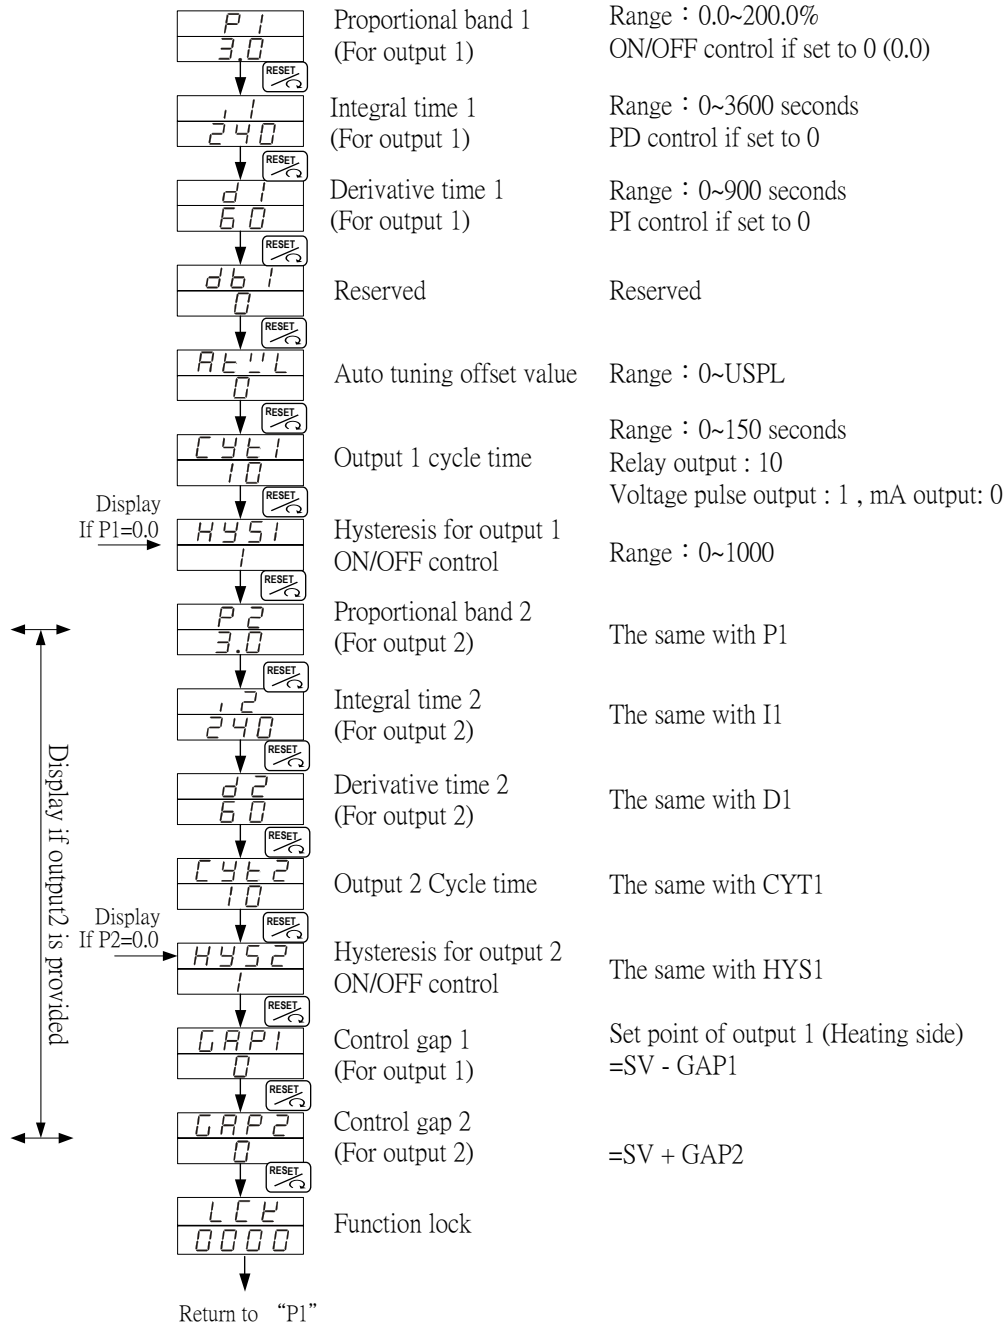 P1
3.0
Proportional band 1
(For output 1)
Range：0.0~200.0%
ON/OFF control if set to 0 (0.0)
RESET
i1
240
Integral time 1
(For output 1)
Range：0~3600 seconds
PD control if set to 0
RESET
d1
60
Derivative time 1
(For output 1)
Range：0~900 seconds
PI control if set to 0
RESET
db1
0
Reserved
Reserved
RESET
AtVL
0
Auto tuning offset value
Range：0~USPL
RESET
CYt1
10
Output 1 cycle time
Range：0~150 seconds
Relay output : 10
Voltage pulse output : 1 , mA output: 0
RESET
Display
If P1=0.0
HYS1
1
Hysteresis for output 1
ON/OFF control
Range：0~1000
RESET
P2
3.0
Proportional band 2
(For output 2)
The same with P1
RESET
i2
240
Integral time 2
(For output 2)
The same with I1
RESET
d2
60
Derivative time 2
(For output 2)
The same with D1
RESET
CYt2
10
Output 2 Cycle time
The same with CYT1
RESET
Display
If P2=0.0
HYS2
1
Hysteresis for output 2
ON/OFF control
The same with HYS1
RESET
GAP1
0
Control gap 1
(For output 1)
Set point of output 1 (Heating side)
=SV - GAP1
RESET
GAP2
0
Control gap 2
(For output 2)
=SV + GAP2
RESET
Display if output2 is provided
LCK
0000
Function lock
Return to “P1”